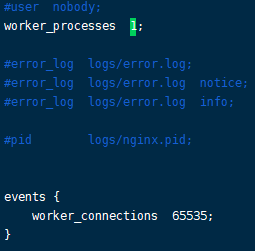 #user  nobody;
worker_processes  1;
#error_log  logs/error.log;
#error_log  logs/error.log  notice;
#error_log  logs/error.log  info;
#pid        logs/nginx.pid;
events {
    worker_connections  65535;
}